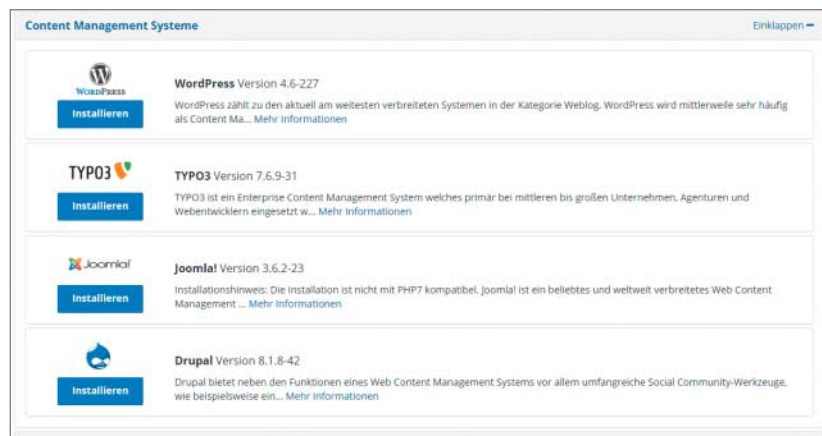 Content Management Systeme
Einklappen
WORDPRESS
Installieren
WordPress Version 4.6-227
WordPress zählt zu den aktuell am weitesten verbreiteten Systemen in der Kategorie Weblog. WordPress wird mittlerweile sehr häufig
als Content Ma... Mehr Informationen
TYPO3
Installieren
TYPO3 Version 7.6.9-31
TYPO3 ist ein Enterprise Content Management System welches primär bei mittleren bis großen Unternehmen, Agenturen und
Webentwicklern eingesetzt w... Mehr Informationen
Joomla!
Installieren
Joomla! Version 3.6.2-23
Installationshinweis: Die Installation ist nicht mit PHP7 kompatibel. Joomla! ist ein beliebtes und weltweit verbreitetes Web Content
Management ... Mehr Informationen
Installieren
Drupal Version 8.1.8-42
Drupal bietet neben den Funktionen eines Web Content Management Systems vor allem umfangreiche Social Community-Werkzeuge,
wie beispielsweise ein... Mehr Informationen